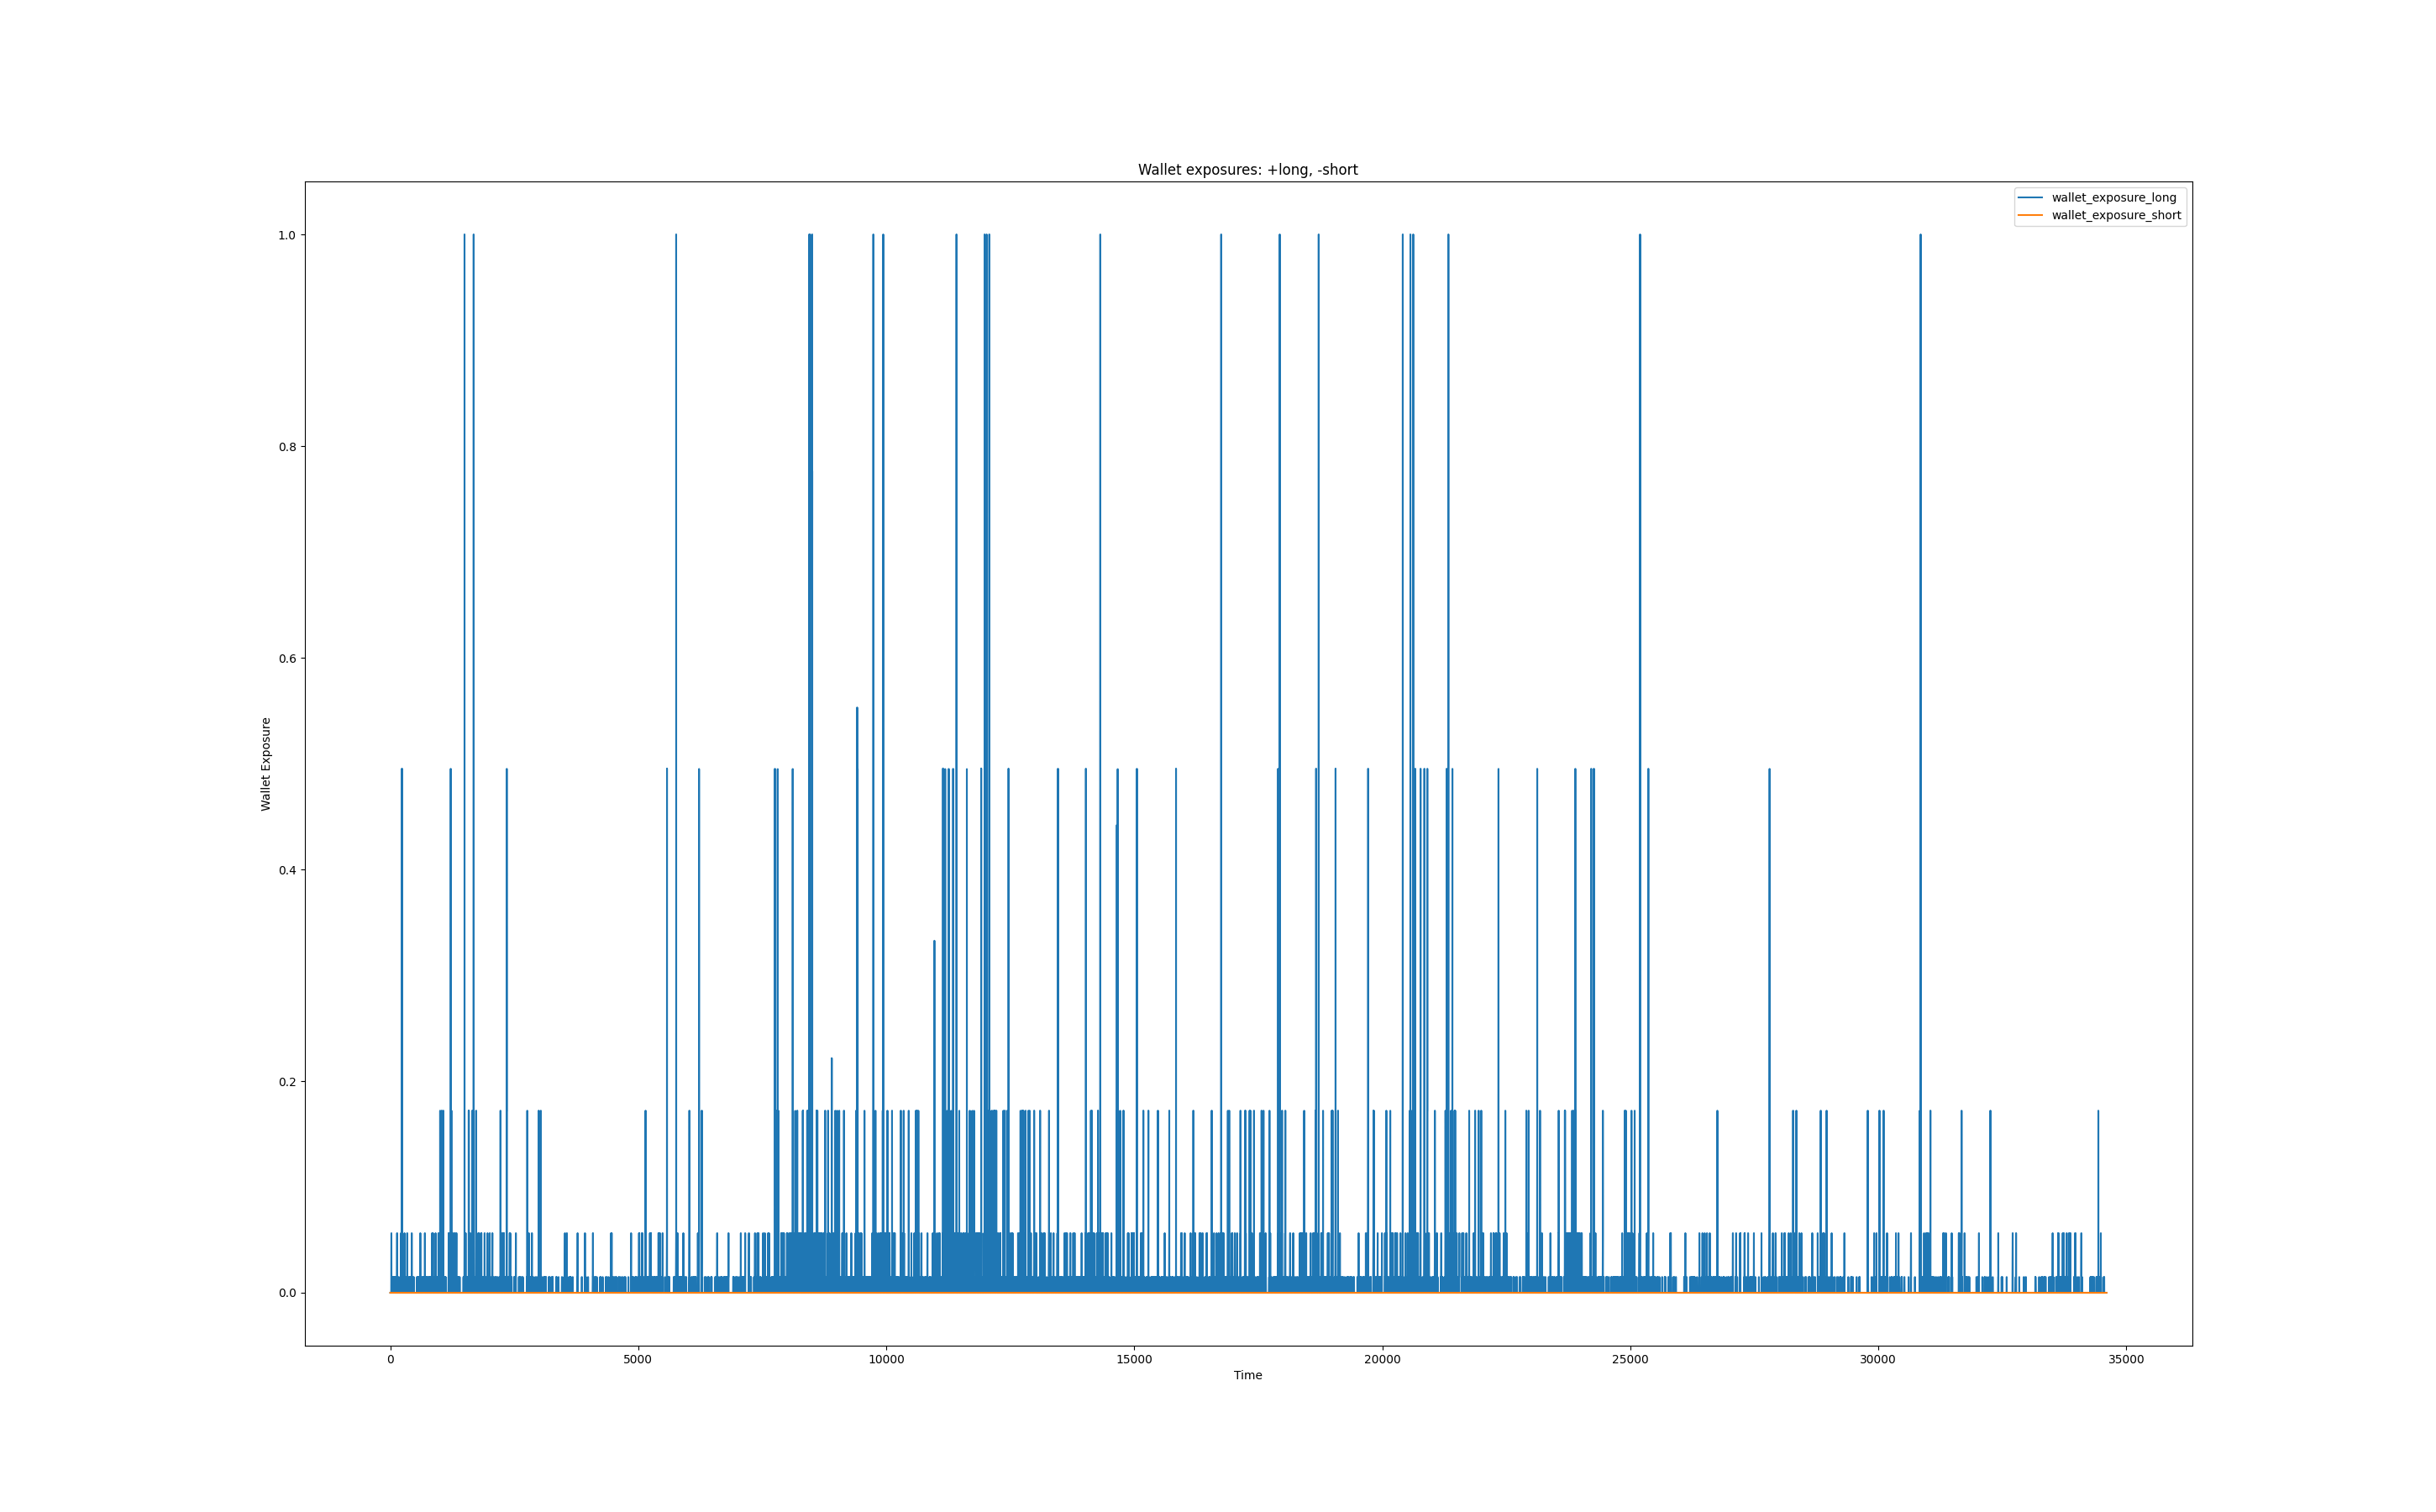 Wallet exposures: +long, -short
wallet_exposure_long
wallet_exposure_short
Wallet Exposure
1.0
0.8
0.6
0.4
0.2
0.0
0 5000 10000 15000 20000 25000 30000 35000
Time